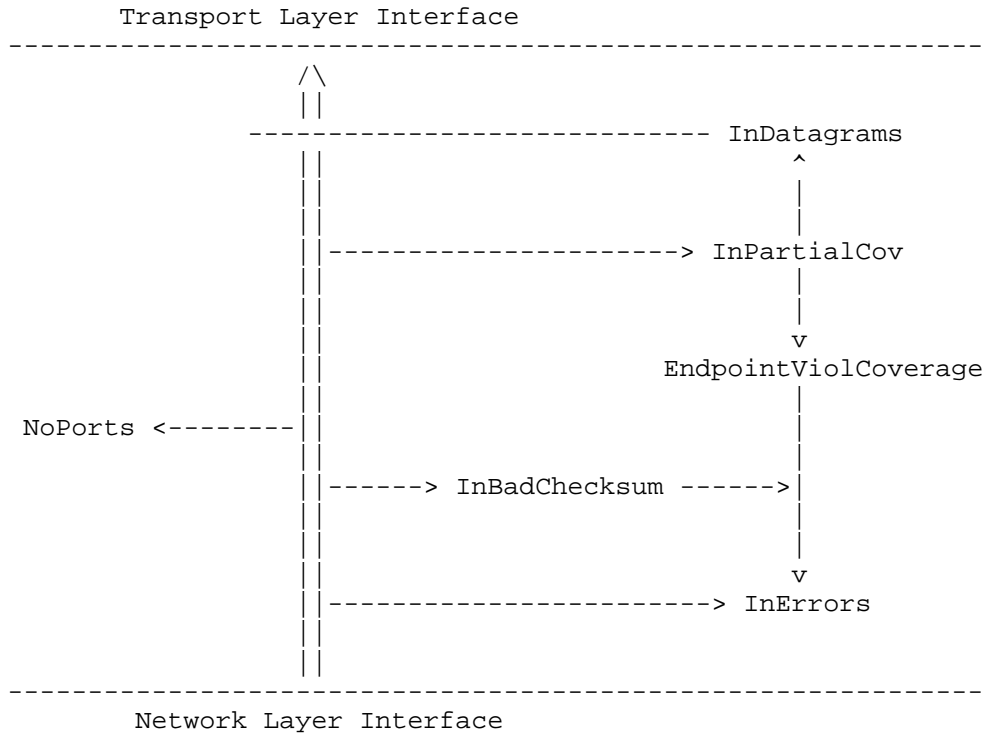 Transport Layer Interface
InDatagrams
InPartialCov
EndpointViolCoverage
NoPorts
InBadChecksum
InErrors
Network Layer Interface